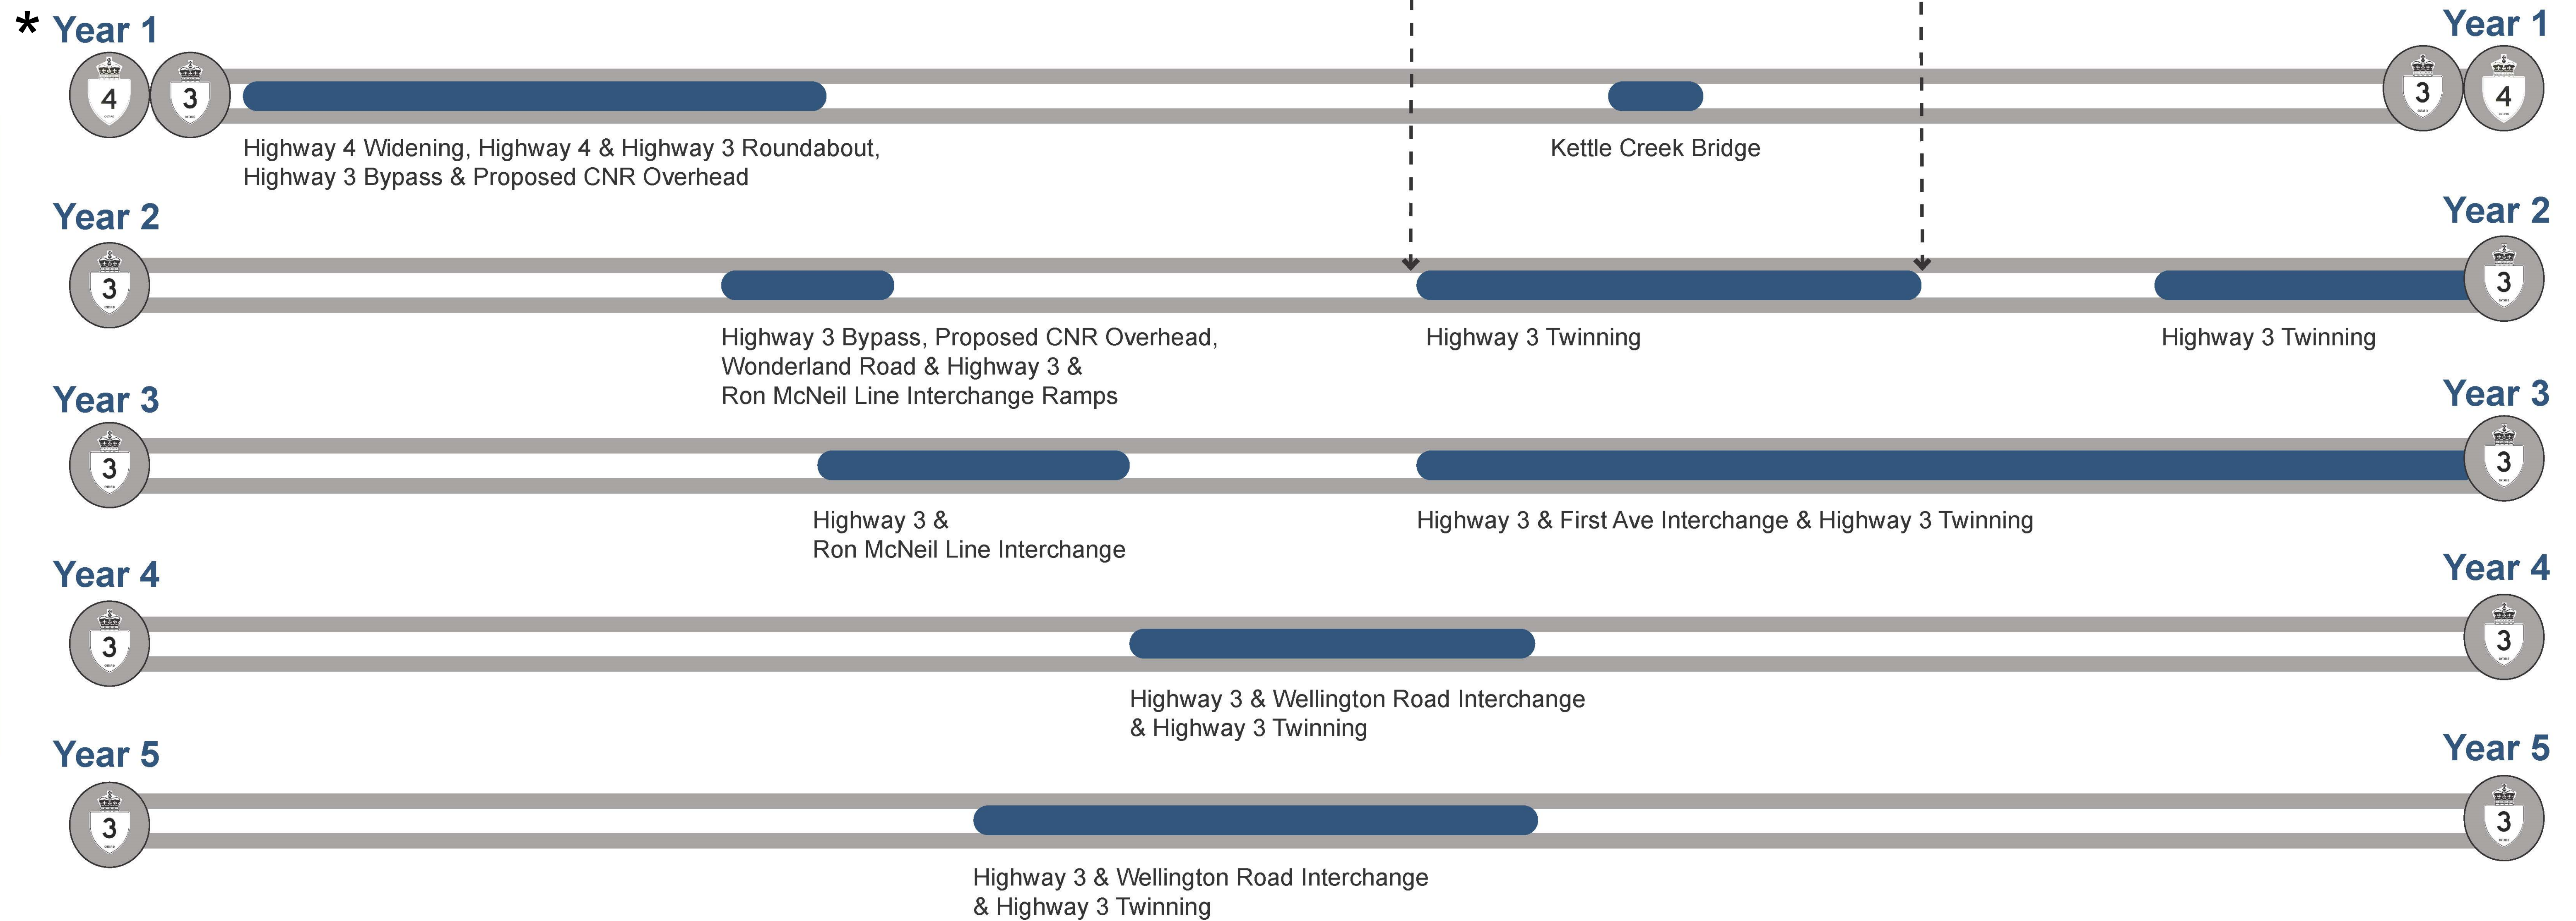 * Year 1
Year 1
4
3
3
4
Highway 4 Widening, Highway 4 & Highway 3 Roundabout,
Highway 3 Bypass & Proposed CNR Overhead
Kettle Creek Bridge
Year 2
Year 2
3
3
Highway 3 Bypass, Proposed CNR Overhead,
Wonderland Road & Highway 3 &
Ron McNeil Line Interchange Ramps
Highway 3 Twinning
Highway 3 Twinning
Year 3
Year 3
3
3
Highway 3 &
Ron McNeil Line Interchange
Highway 3 & First Ave Interchange & Highway 3 Twinning
Year 4
Year 4
3
3
Highway 3 & Wellington Road Interchange
& Highway 3 Twinning
Year 5
Year 5
3
3
Highway 3 & Wellington Road Interchange
& Highway 3 Twinning